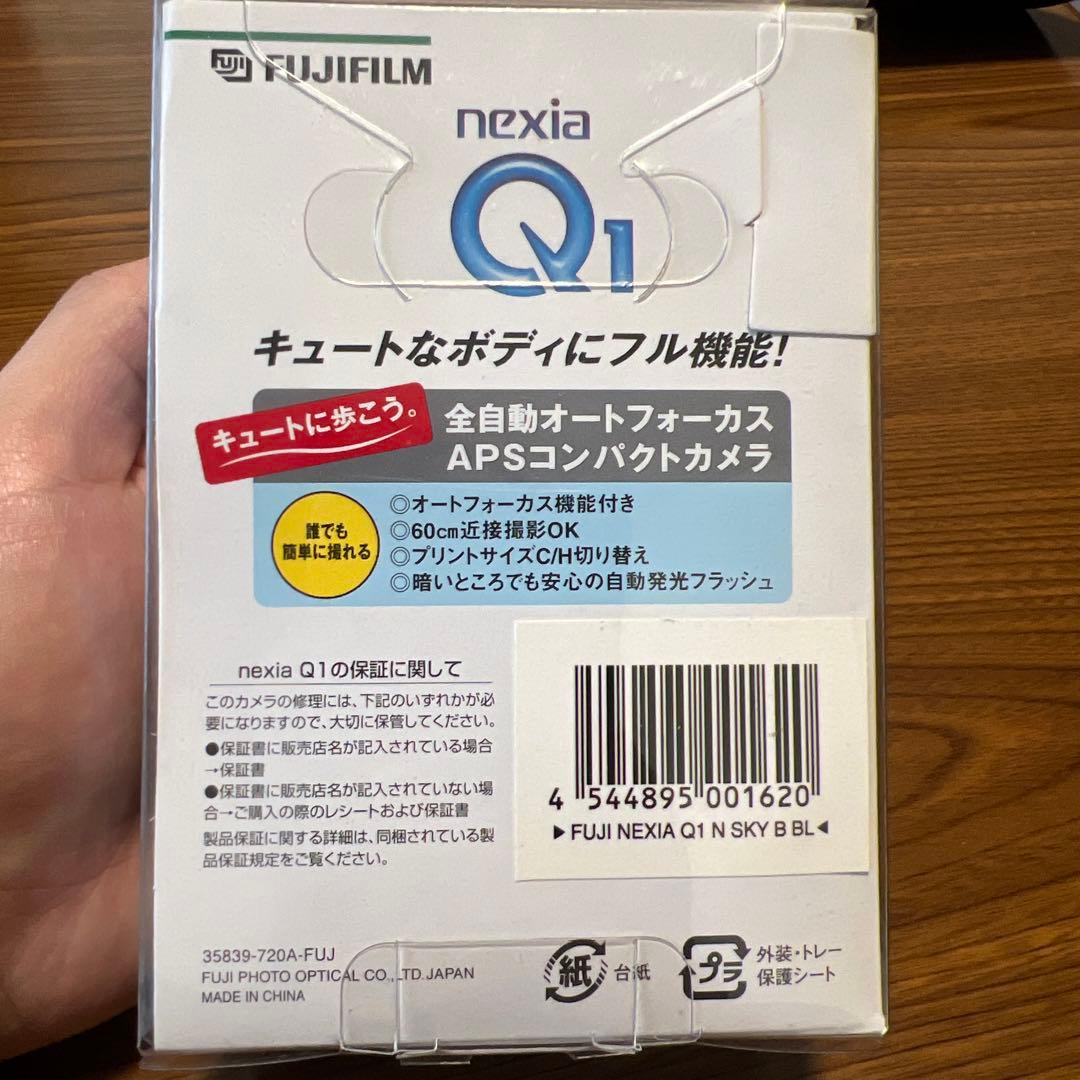 FUJI FUJIFILM
nexia
Q1
キュートなボディにフル機能!
キュートに歩こう。
全自動オートフォーカス
APSコンパクトカメラ
誰でも
簡単に撮れる
◎オートフォーカス機能付き
◎60cm近接撮影OK
◎プリントサイズC/H切り替え
◎暗いところでも安心の自動発光フラッシュ
nexia Q1の保証に関して
このカメラの修理には、下記のいずれかが必
要になりますので、大切に保管してください。
●保証書に販売店名が記入されている場合
→保証書
●保証書に販売店名が記入されていない場
合→ご購入の際のレシートおよび保証書
製品保証に関する詳細は、同梱されている製
品保証規定をご覧ください。
4 544895 001620
▶FUJI NEXIA Q1 N SKY B BL◀
35839-720A-FUJ
FUJI PHOTO OPTICAL CO., LTD. JAPAN
MADE IN CHINA
紙 台紙
プラ 外装・トレー
保護シート